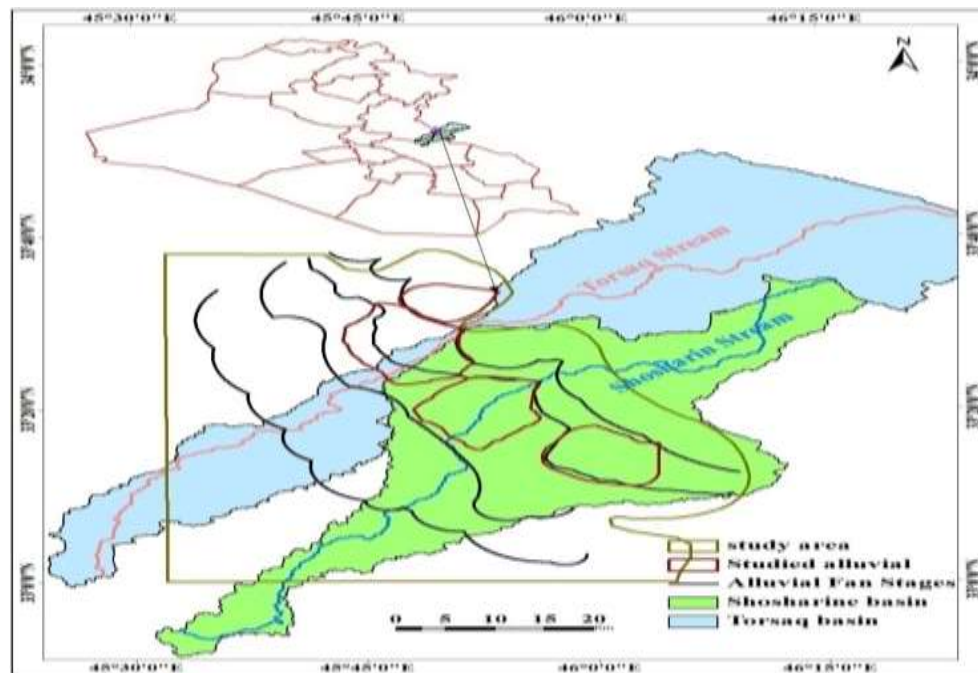 45°30'0"E 45°45'0"E 46°0'0"E 46°15'0"E
N
Torsaq Stream
Shosharin Stream
study area
Studied alluvial
Alluvial Fan Stages
Shosharine basin
Torsaq basin
0 5 10 15 20
45°30'0"E 45°45'0"E 46°0'0"E 46°15'0"E